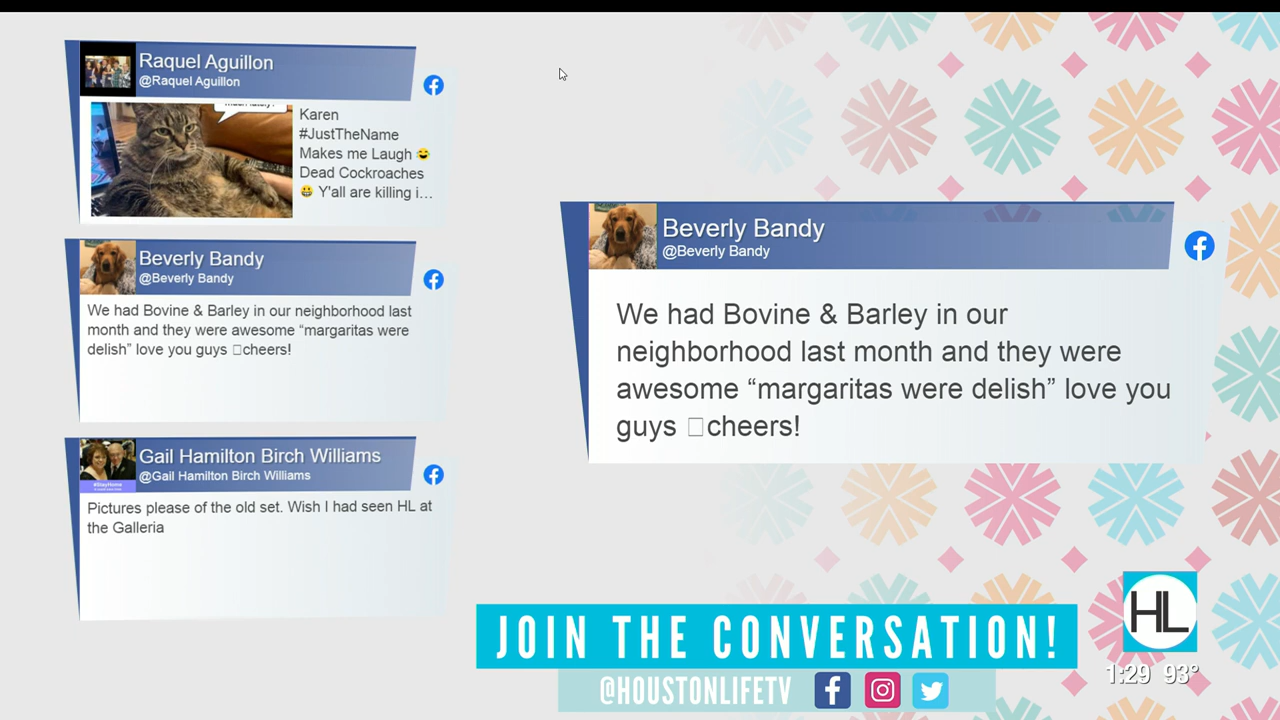 Raquel Aguillon
@Raquel Aguillon
Karen
#JustTheName
Makes me Laugh 😂
Dead Cockroaches
😀 Y'all are killing i…
Beverly Bandy
@Beverly Bandy
We had Bovine & Barley in our neighborhood last
month and they were awesome “margaritas were
delish” love you guys □cheers!
Gail Hamilton Birch Williams
@Gail Hamilton Birch Williams
#StayHome
Pictures please of the old set. Wish I had seen HL at
the Galleria
Beverly Bandy
@Beverly Bandy
We had Bovine & Barley in our
neighborhood last month and they were
awesome “margaritas were delish” love you
guys □cheers!
JOIN THE CONVERSATION!
@HOUSTONLIFETV
HL
1:29 93°